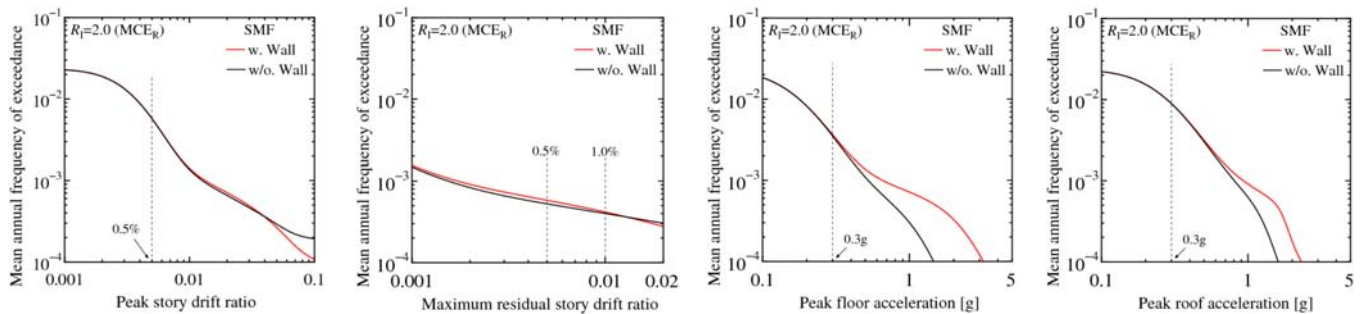 Mean annual frequency of exceedance
10⁻¹
10⁻²
10⁻³
10⁻⁴
R_I=2.0 (MCE_R)
SMF
w. Wall
w/o. Wall
0.5%
0.001
0.01
0.1
Peak story drift ratio
Mean annual frequency of exceedance
10⁻¹
10⁻²
10⁻³
10⁻⁴
R_I=2.0 (MCE_R)
SMF
w. Wall
w/o. Wall
0.5%
1.0%
0.001
0.01
0.02
Maximum residual story drift ratio
Mean annual frequency of exceedance
10⁻¹
10⁻²
10⁻³
10⁻⁴
R_I=2.0 (MCE_R)
SMF
w. Wall
w/o. Wall
0.3g
0.1
1
5
Peak floor acceleration [g]
Mean annual frequency of exceedance
10⁻¹
10⁻²
10⁻³
10⁻⁴
R_I=2.0 (MCE_R)
SMF
w. Wall
w/o. Wall
0.3g
0.1
1
5
Peak roof acceleration [g]